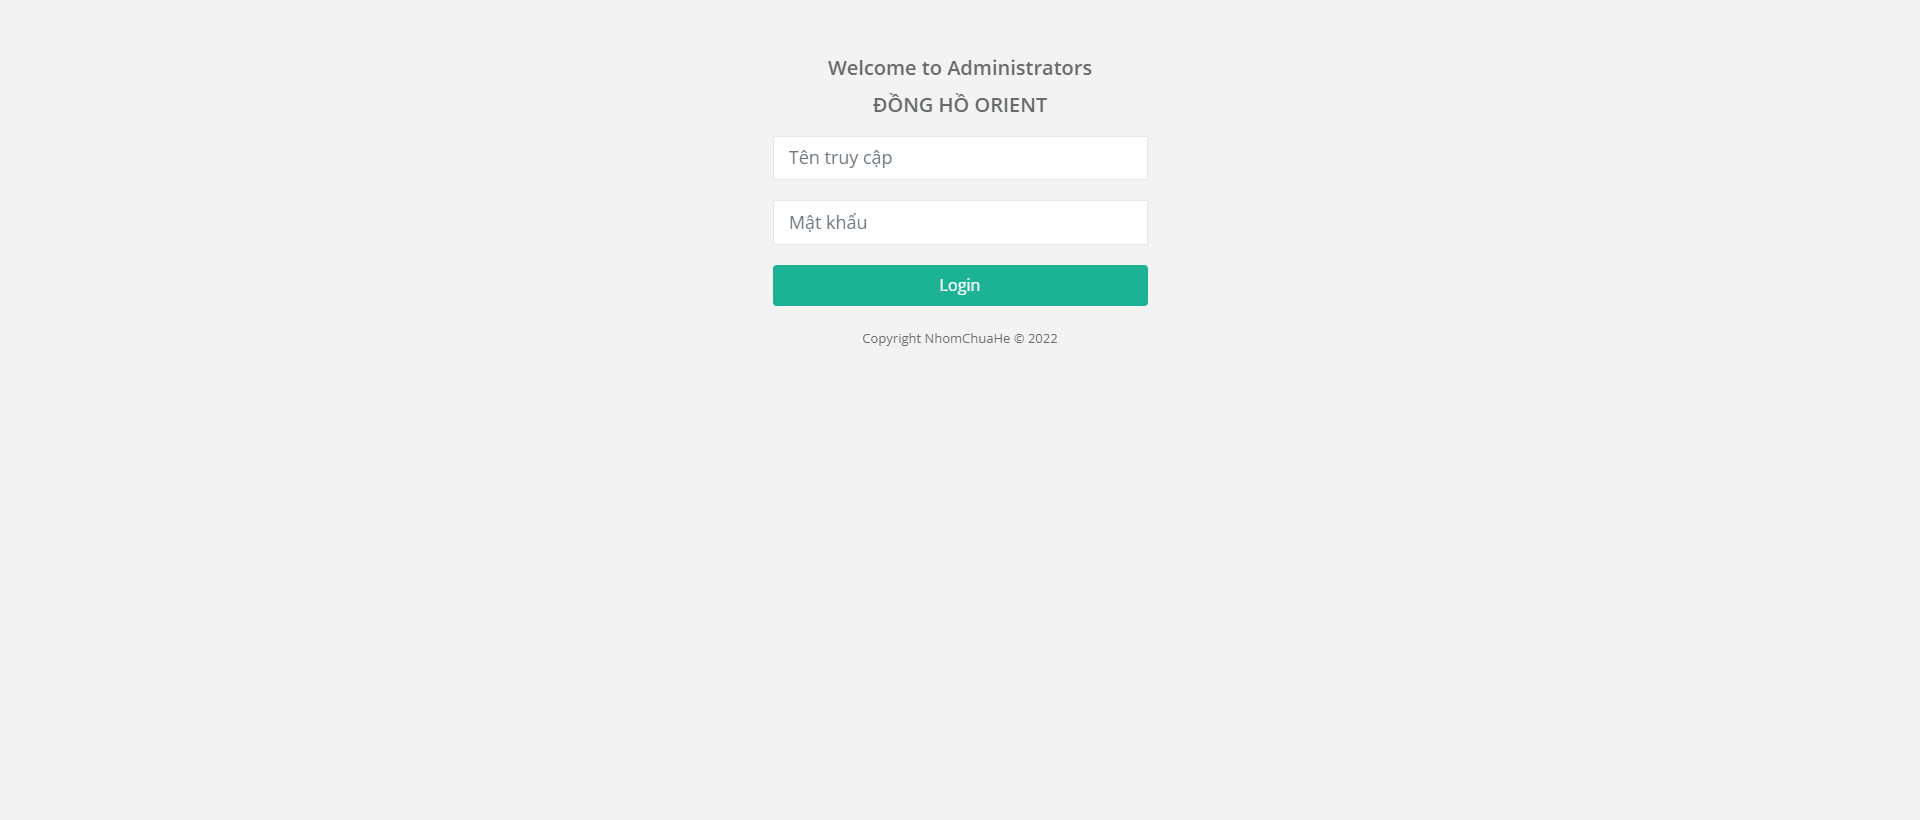 Welcome to Administrators
ĐỒNG HỒ ORIENT
Tên truy cập
Mật khẩu
Login
Copyright NhomChuaHe © 2022